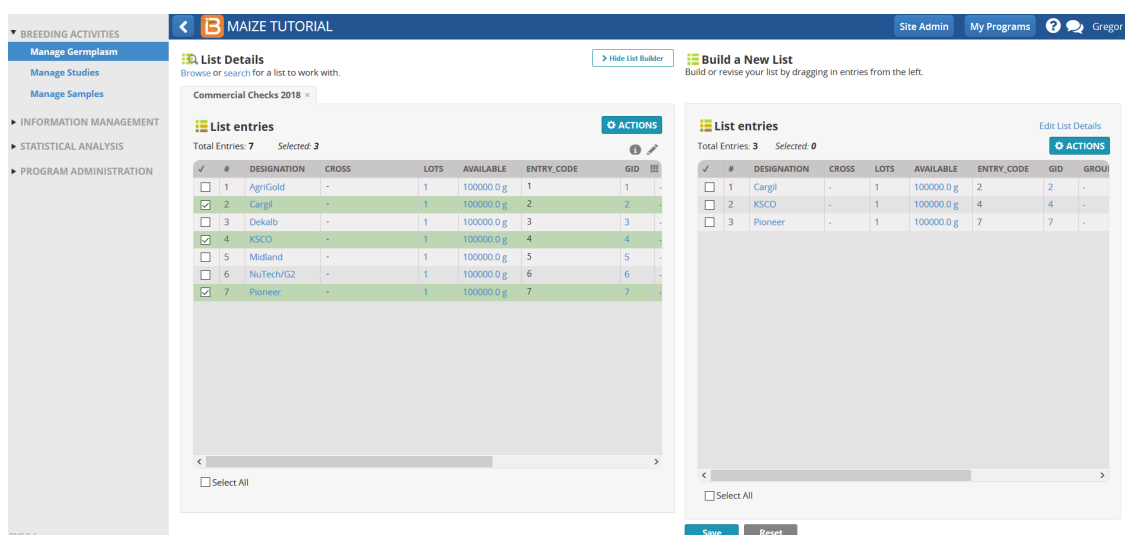 BREEDING ACTIVITIES
Manage Germplasm
Manage Studies
Manage Samples
INFORMATION MANAGEMENT
STATISTICAL ANALYSIS
PROGRAM ADMINISTRATION
B MAIZE TUTORIAL
Site Admin My Programs ? Gregor
List Details
Browse or search for a list to work with.
> Hide List Builder
Commercial Checks 2018 ×
List entries
ACTIONS
Total Entries: 7 Selected: 3
✓ # DESIGNATION CROSS LOTS AVAILABLE ENTRY_CODE GID
1 AgriGold - 1 100000.0 g 1 1 -
2 Cargil - 1 100000.0 g 2 2 -
3 Dekalb - 1 100000.0 g 3 3 -
4 KSCO - 1 100000.0 g 4 4 -
5 Midland - 1 100000.0 g 5 5 -
6 NuTech/G2 - 1 100000.0 g 6 6 -
7 Pioneer - 1 100000.0 g 7 7 -
Select All
Build a New List
Build or revise your list by dragging in entries from the left.
List entries
Edit List Details
Total Entries: 3 Selected: 0
ACTIONS
✓ # DESIGNATION CROSS LOTS AVAILABLE ENTRY_CODE GID GROU
1 Cargil - 1 100000.0 g 2 2 -
2 KSCO - 1 100000.0 g 4 4 -
3 Pioneer - 1 100000.0 g 7 7 -
Select All
Save Reset